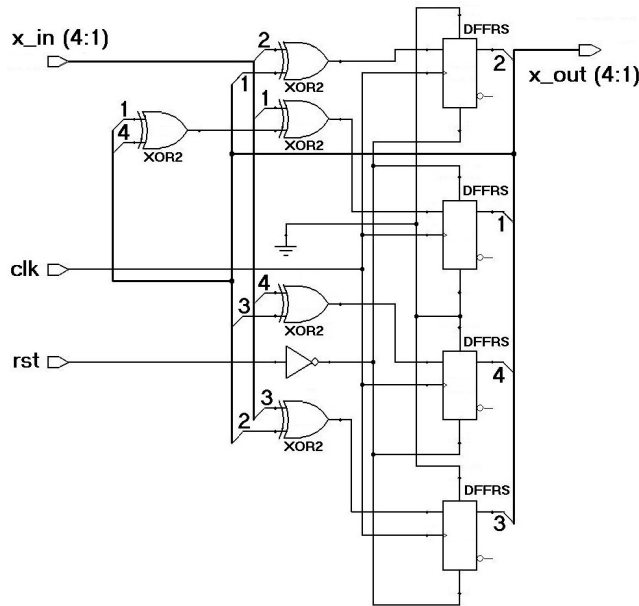 x_in (4:1)
2
DFFRS
2
x_out (4:1)
1
XOR2
1
1
4
XOR2
XOR2
DFFRS
1
clk
4
3
XOR2
DFFRS
4
rst
3
2
XOR2
DFFRS
3